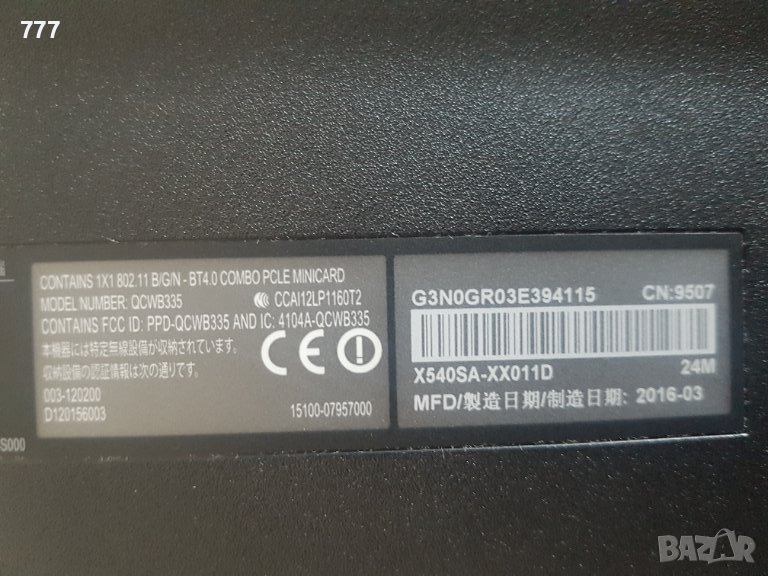 777
CONTAINS 1X1 802.11 B/G/N - BT4.0 COMBO PCLE MINICARD
MODEL NUMBER: QCWB335 CCAI12LP1160T2
CONTAINS FCC ID: PPD-QCWB335 AND IC: 4104A-QCWB335
本機器には特定無線設備が収納されています。
収納設備の認証情報は次の通りです。
003-120200
D120156003
CE
15100-07957000
G3N0GR03E394115 CN:9507
X540SA-XX011D 24M
MFD/製造日期/制造日期: 2016-03
S000
BAZAR